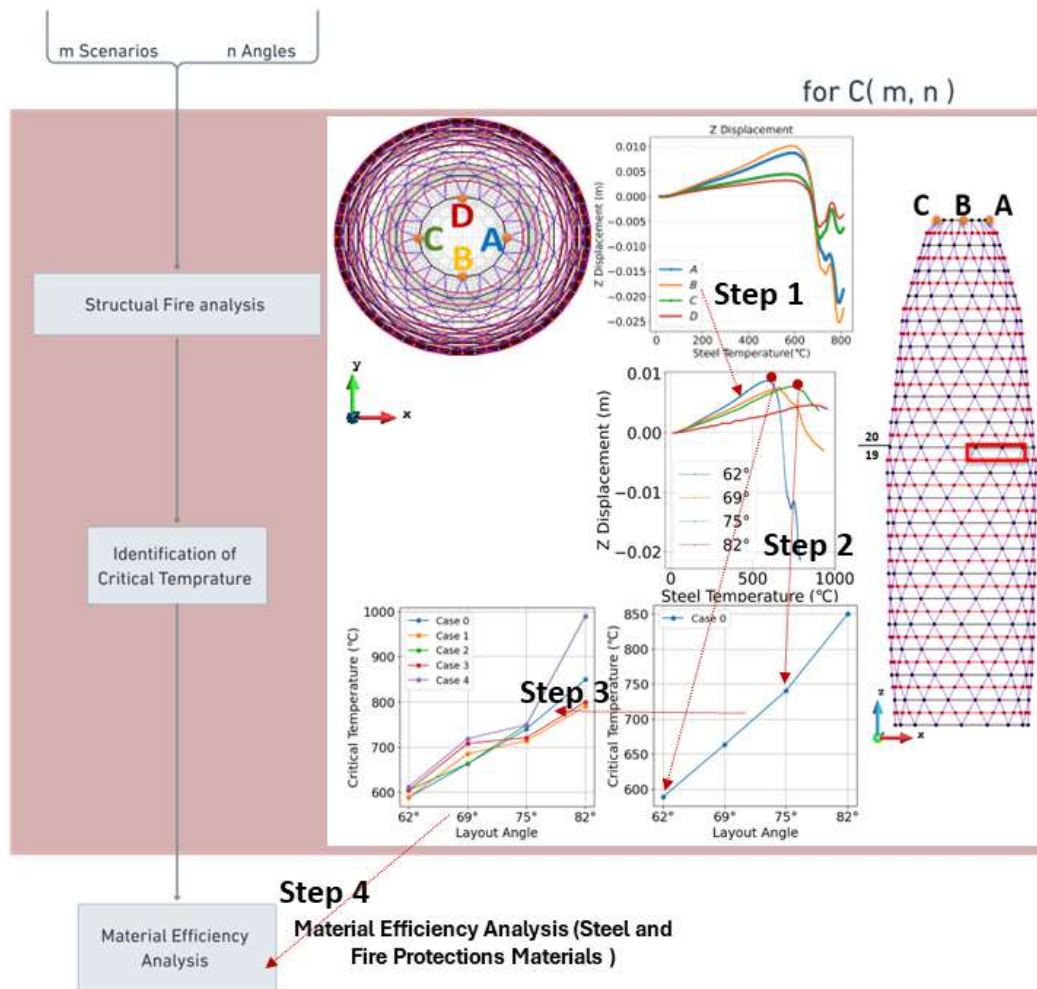 m Scenarios
n Angles
for C( m, n )
Structual Fire analysis
Identification of
Critical Temprature
Material Efficiency
Analysis
D
C
A
B
y
x
Z Displacement
Z Displacement (m)
0.010
0.005
0.000
−0.005
−0.010
−0.015
−0.020
−0.025
A
B
C
D
0
200
400
600
800
Steel Temperature(℃)
Step 1
Z Displacement (m)
0.01
0.00
−0.01
−0.02
62°
69°
75°
82°
0
500
1000
Steel Temperature (℃)
Step 2
C
B
A
20
19
z
x
Critical Temperature (℃)
1000
900
800
700
600
Case 0
Case 1
Case 2
Case 3
Case 4
62°
69°
75°
82°
Layout Angle
Step 3
Critical Temperature (℃)
850
800
750
700
650
600
Case 0
62°
69°
75°
82°
Layout Angle
Step 4
Material Efficiency Analysis (Steel and
Fire Protections Materials )